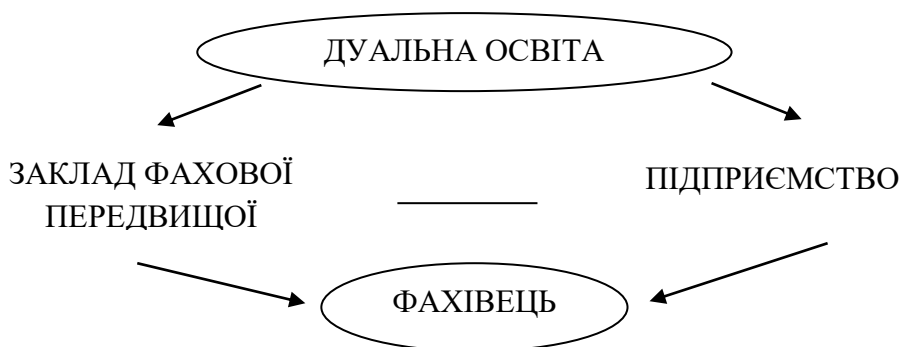 ДУАЛЬНА ОСВІТА
ЗАКЛАД ФАХОВОЇ
ПЕРЕДВИЩОЇ
ПІДПРИЄМСТВО
ФАХІВЕЦЬ